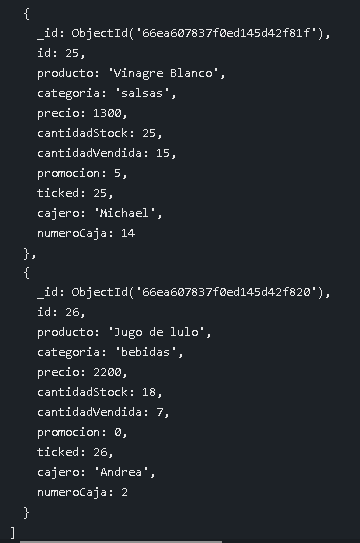 {
_id: ObjectId('66ea607837f0ed145d42f81f'),
id: 25,
producto: 'Vinagre Blanco',
categoria: 'salsas',
precio: 1300,
cantidadStock: 25,
cantidadVendida: 15,
promocion: 5,
ticked: 25,
cajero: 'Michael',
numeroCaja: 14
},
{
_id: ObjectId('66ea607837f0ed145d42f820'),
id: 26,
producto: 'Jugo de lulo',
categoria: 'bebidas',
precio: 2200,
cantidadStock: 18,
cantidadVendida: 7,
promocion: 0,
ticked: 26,
cajero: 'Andrea',
numeroCaja: 2
}
]